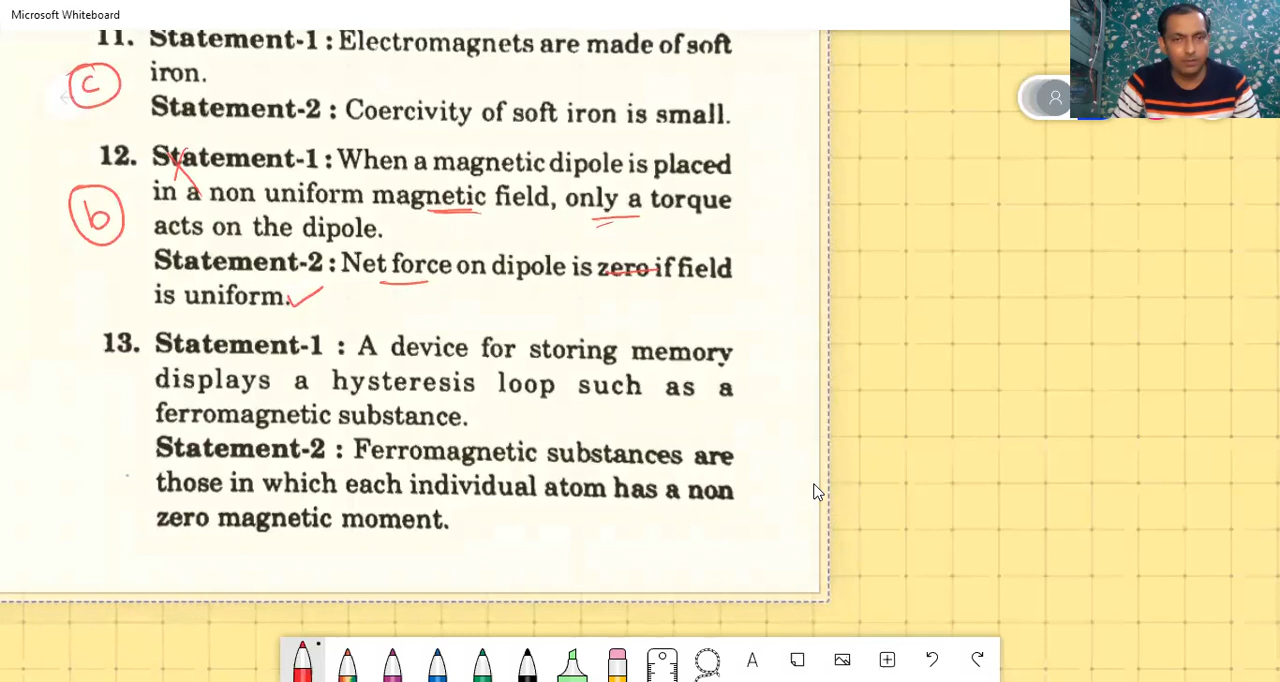 Microsoft Whiteboard
11. Statement-1 : Electromagnets are made of soft
iron.
c
Statement-2 : Coercivity of soft iron is small.
12. Statement-1 : When a magnetic dipole is placed
in a non uniform magnetic field, only a torque
b
acts on the dipole.
Statement-2 : Net force on dipole is zero if field
is uniform.
13. Statement-1 : A device for storing memory
displays a hysteresis loop such as a
ferromagnetic substance.
Statement-2 : Ferromagnetic substances are
those in which each individual atom has a non
zero magnetic moment.
A